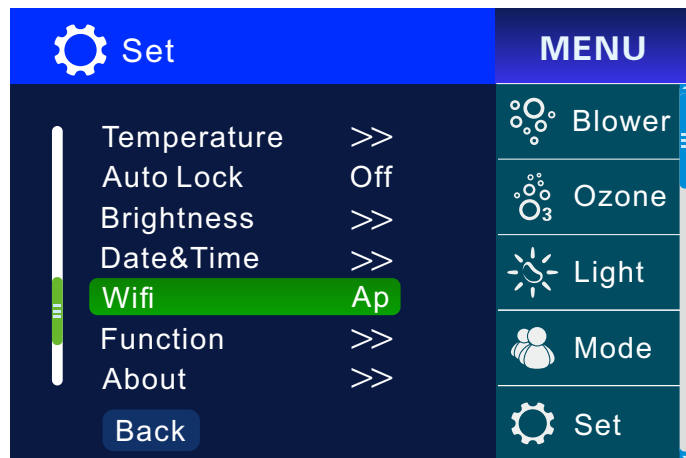 Set
Temperature >>
Auto Lock Off
Brightness >>
Date&Time >>
Wifi Ap
Function >>
About >>
Back
MENU
Blower
O3 Ozone
Light
Mode
Set